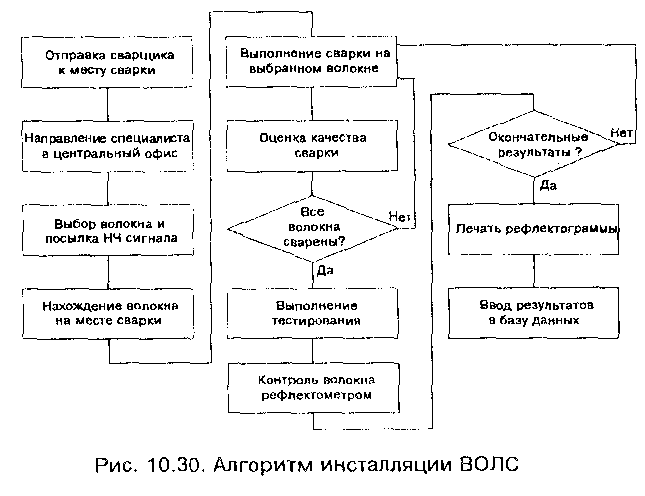 Отправка сварщика
к месту сварки
Направление специалиста
в центральный офис
Выбор волокна и
посылка НЧ сигнала
Нахождение волокна
на месте сварки
Выполнение сварки на
выбранном волокне
Оценка качества
сварки
Все
волокна
сварены?
Нет
Да
Выполнение
тестирования
Контроль волокна
рефлектометром
Окончательные
результаты ?
Нет
Да
Печать рефлектограммы
Ввод результатов
в базу данных
Рис. 10.30. Алгоритм инсталляции ВОЛС